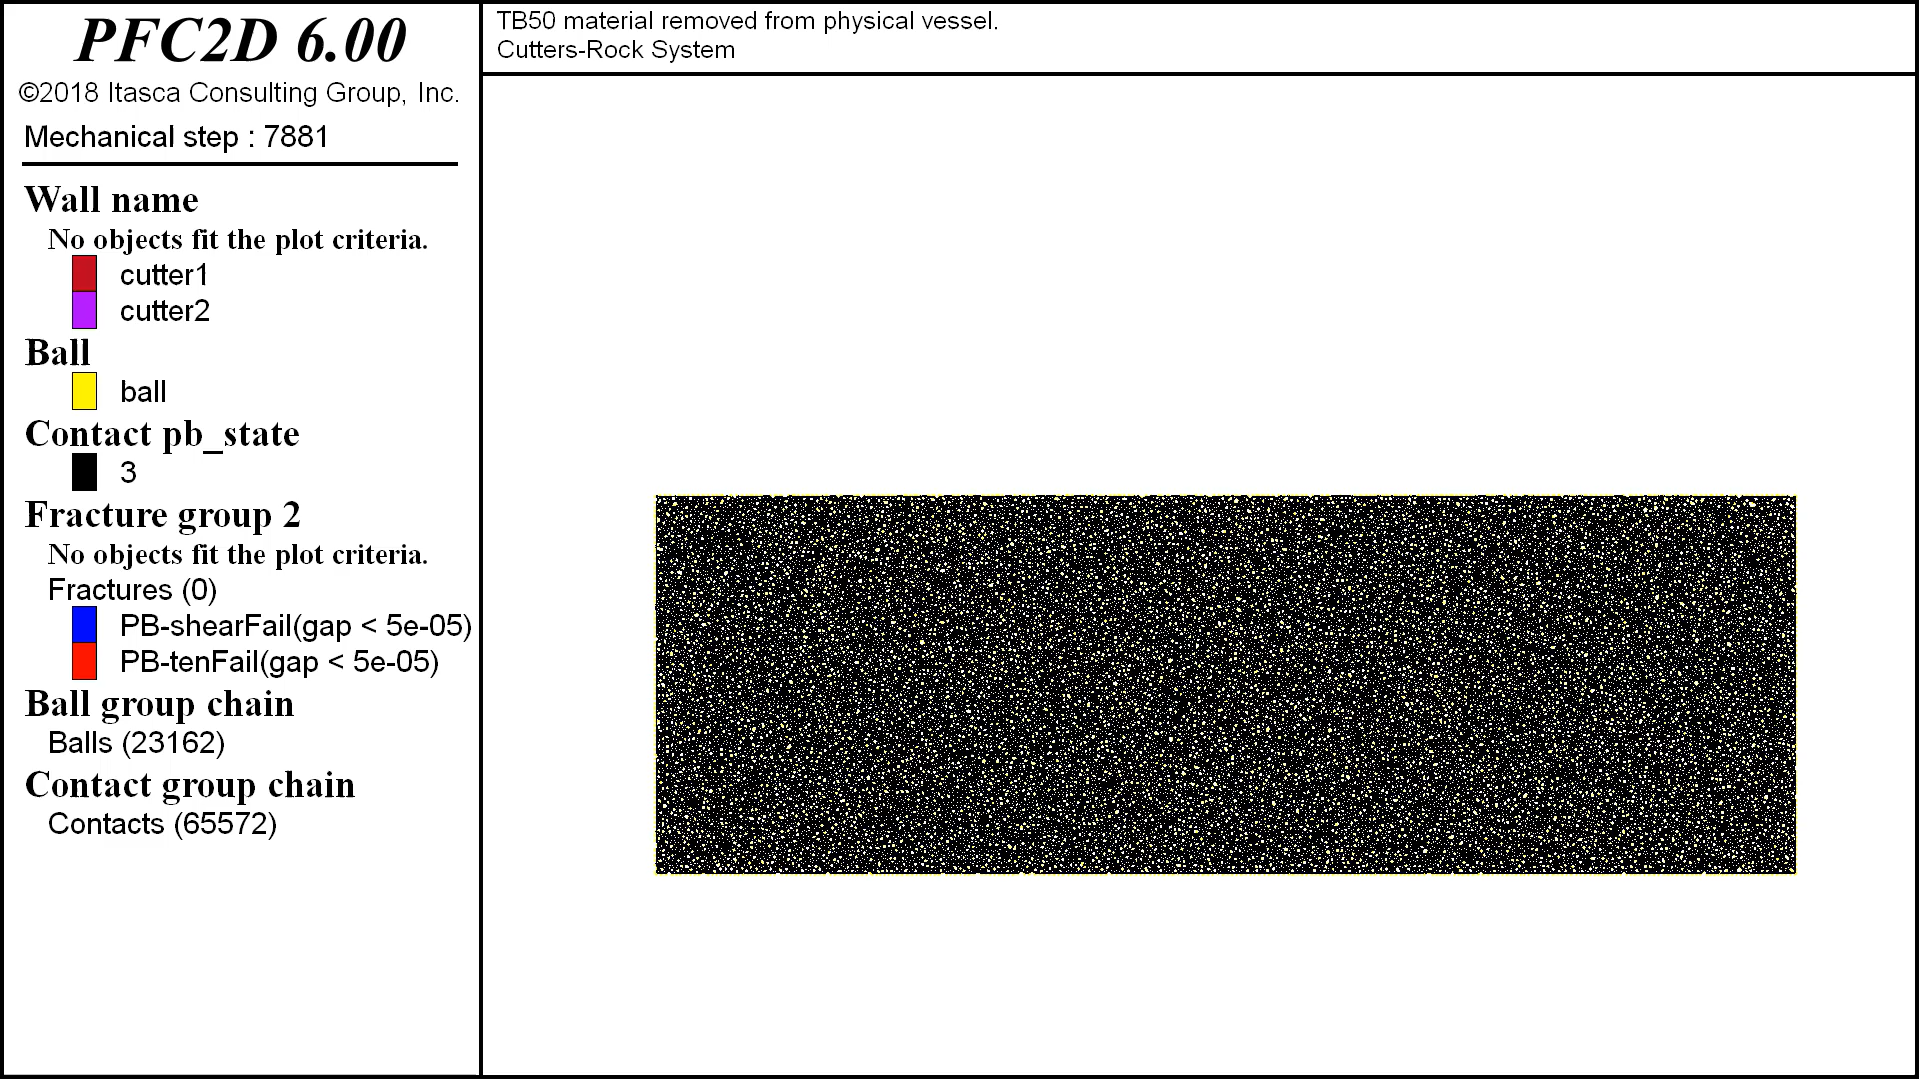 PFC2D 6.00
©2018 Itasca Consulting Group, Inc.
Mechanical step : 7881
Wall name
No objects fit the plot criteria.
cutter1
cutter2
Ball
ball
Contact pb_state
3
Fracture group 2
No objects fit the plot criteria.
Fractures (0)
PB-shearFail(gap < 5e-05)
PB-tenFail(gap < 5e-05)
Ball group chain
Balls (23162)
Contact group chain
Contacts (65572)
TB50 material removed from physical vessel.
Cutters-Rock System